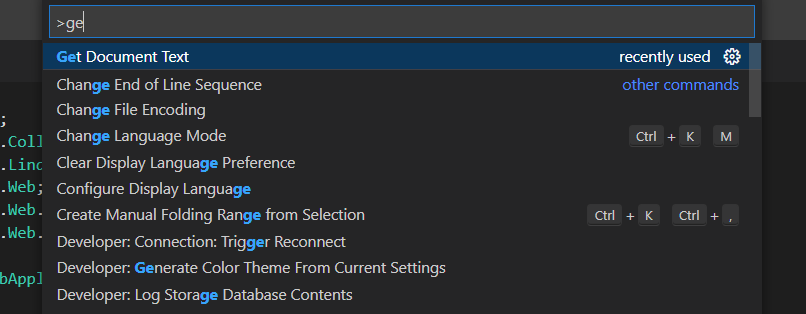 >ge
Get Document Text recently used
Change End of Line Sequence other commands
Change File Encoding
Change Language Mode Ctrl + K M
Clear Display Language Preference
Configure Display Language
Create Manual Folding Range from Selection Ctrl + K Ctrl + ,
Developer: Connection: Trigger Reconnect
Developer: Generate Color Theme From Current Settings
Developer: Log Storage Database Contents
;
.Coll
.Linq
.Web;
.Web.
.Web.
bAppl